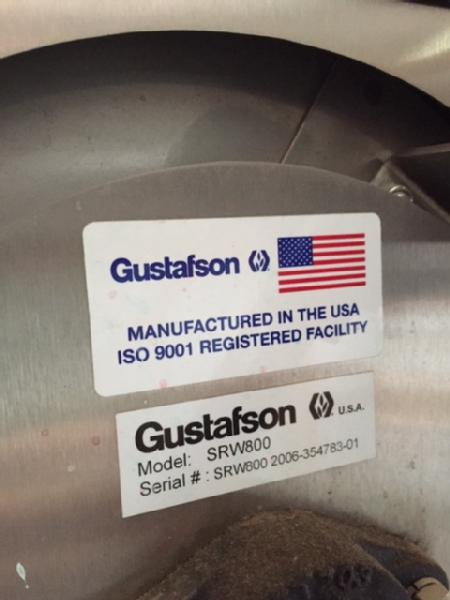 Gustafson
MANUFACTURED IN THE USA
ISO 9001 REGISTERED FACILITY
Gustafson U.S.A.
Model: SRW800
Serial # : SRW800 2006-354783-01